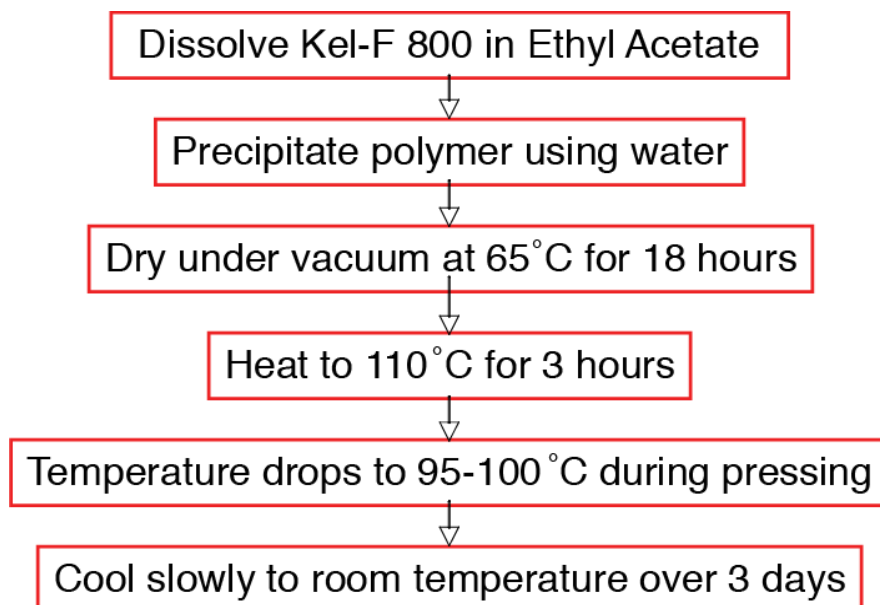 Dissolve Kel-F 800 in Ethyl Acetate
Precipitate polymer using water
Dry under vacuum at 65°C for 18 hours
Heat to 110°C for 3 hours
Temperature drops to 95-100°C during pressing
Cool slowly to room temperature over 3 days